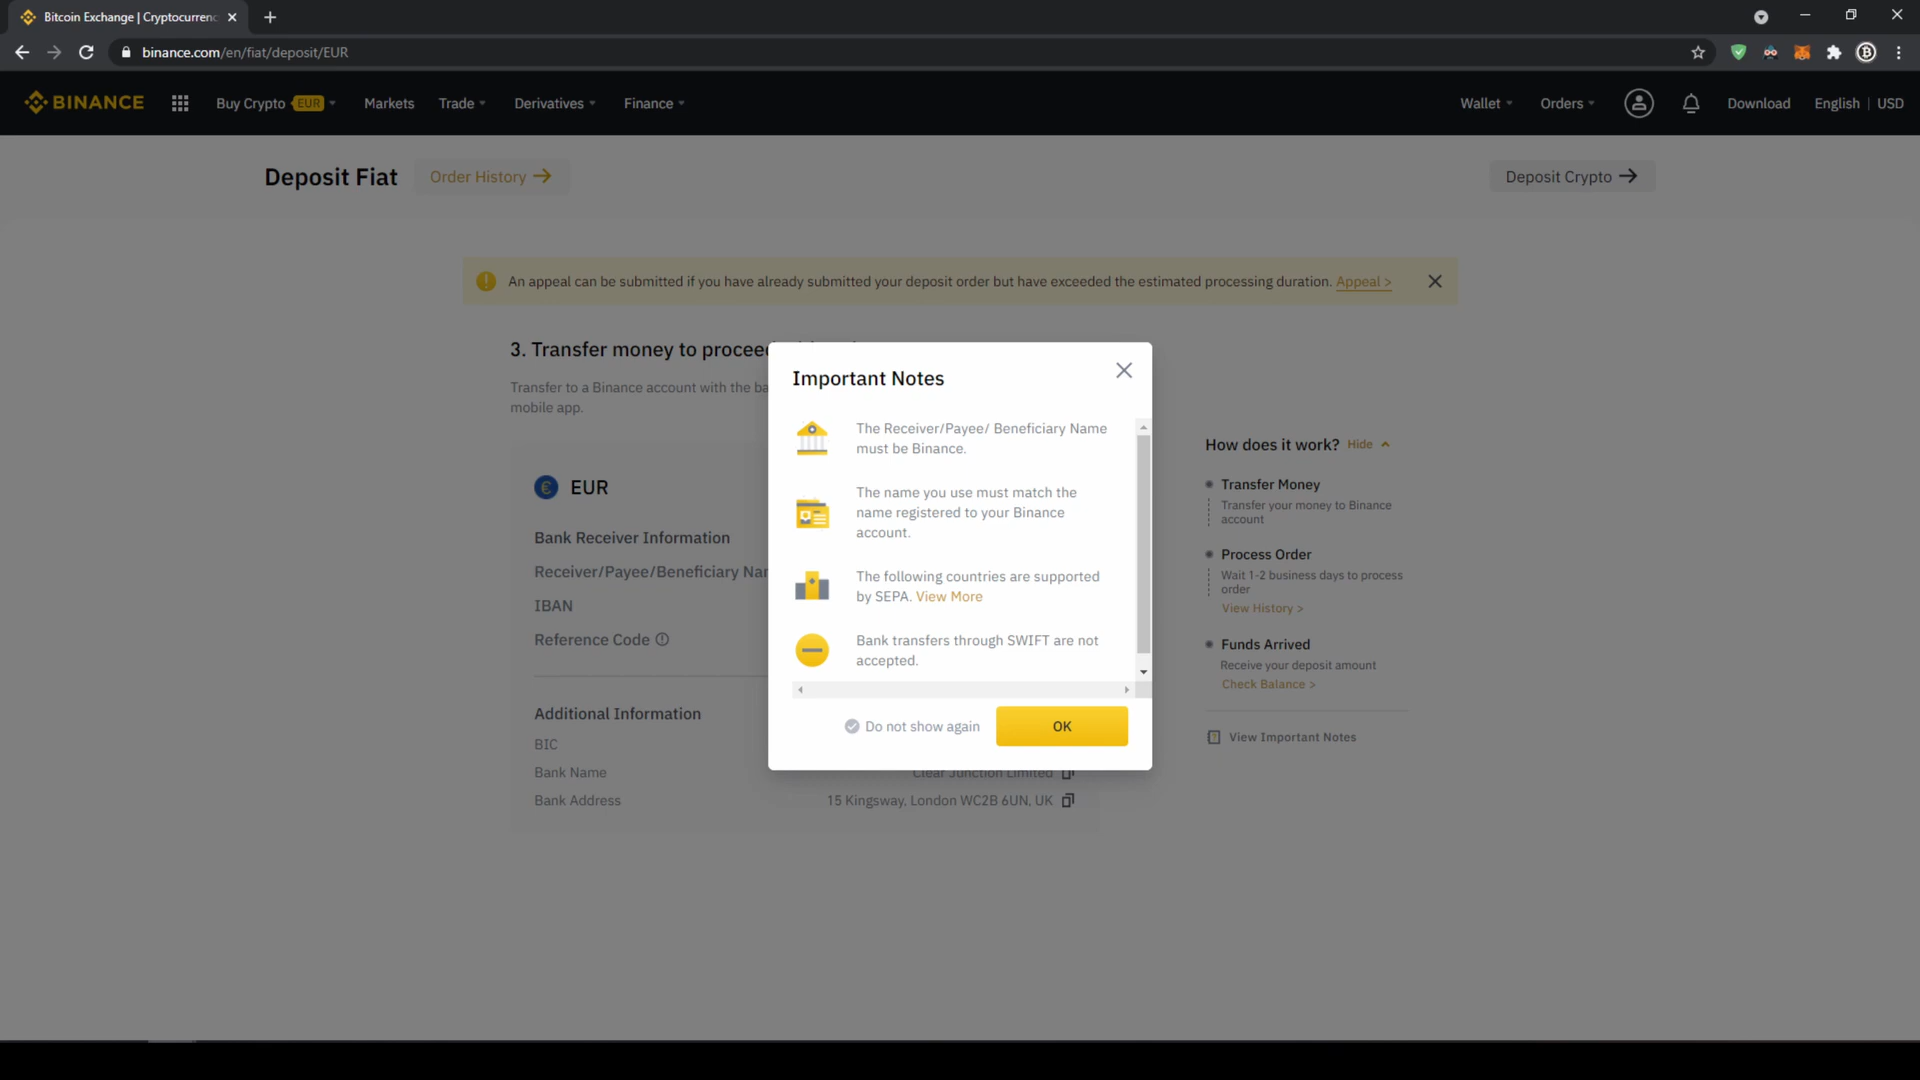 Bitcoin Exchange | Cryptocurrenc
binance.com/en/fiat/deposit/EUR
BINANCE Buy Crypto EUR Markets Trade Derivatives Finance Wallet Orders Download English | USD
Deposit Fiat Order History Deposit Crypto
An appeal can be submitted if you have already submitted your deposit order but have exceeded the estimated processing duration. Appeal >
3. Transfer money to proceed
Transfer to a Binance account with the ba
mobile app.
EUR
Bank Receiver Information
Receiver/Payee/Beneficiary Nam
IBAN
Reference Code
Additional Information
BIC
Bank Name Clear Junction Limited
Bank Address 15 Kingsway, London WC2B 6UN, UK
Important Notes
The Receiver/Payee/ Beneficiary Name
must be Binance.
The name you use must match the
name registered to your Binance
account.
The following countries are supported
by SEPA. View More
Bank transfers through SWIFT are not
accepted.
Do not show again OK
How does it work? Hide
Transfer Money
Transfer your money to Binance
account
Process Order
Wait 1-2 business days to process
order
View History >
Funds Arrived
Receive your deposit amount
Check Balance >
View Important Notes